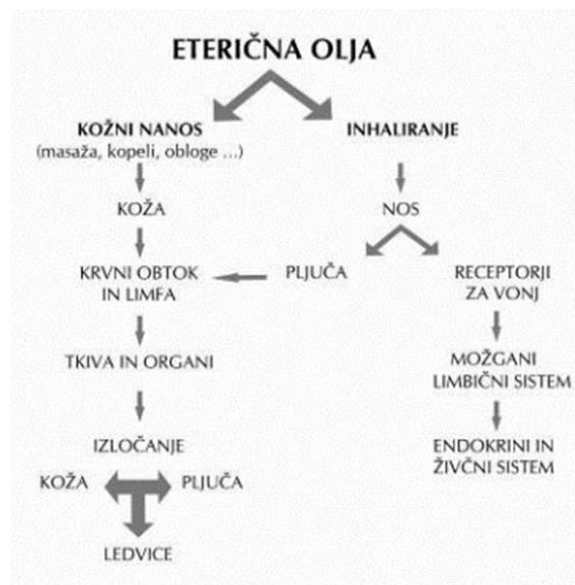 ETERIČNA OLJA
KOŽNI NANOS
(masaža, kopeli, obloge ...)
INHALIRANJE
KOŽA
NOS
KRVNI OBTOK
IN LIMFA
PLJUČA
RECEPTORJI
ZA VONJ
TKIVA IN ORGANI
MOŽGANI
LIMBIČNI SISTEM
IZLOČANJE
ENDOKRINI IN
ŽIVČNI SISTEM
KOŽA
PLJUČA
LEDVICE